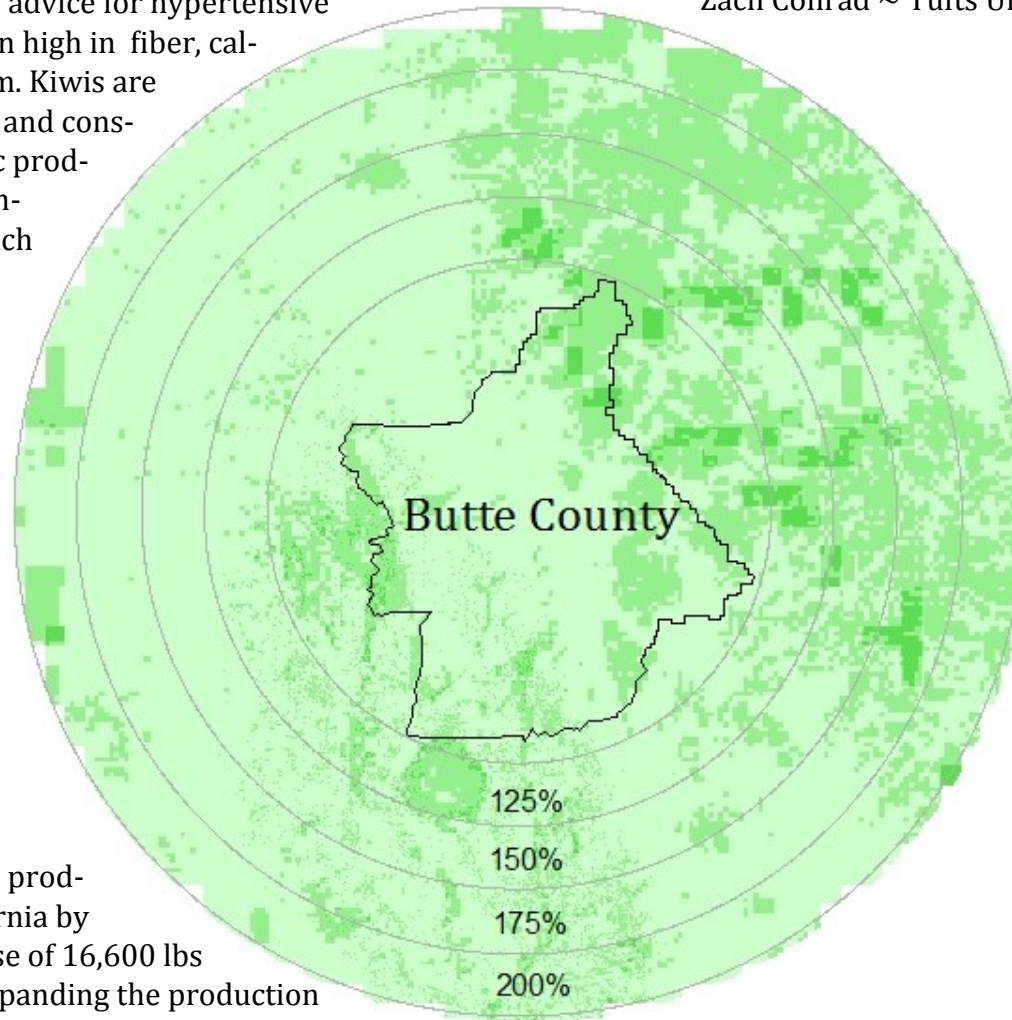 advice for hypertensive
n high in fiber, cal-
m. Kiwis are
and cons-
c prod-
n-
ch
Zach Conrad ~ Tufts
Butte County
125%
150%
175%
200%
prod-
rnia by
se of 16,600 lbs
panding the production